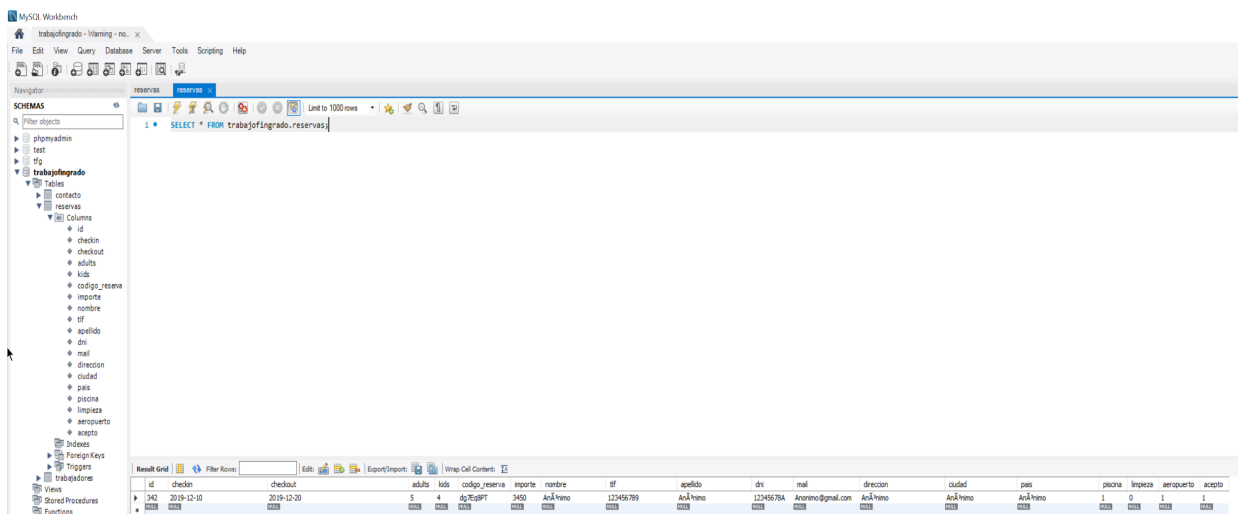 MySQL Workbench
trabajofingrado - Warning - no... x
File Edit View Query Database Server Tools Scripting Help
Navigator
SCHEMAS
Filter objects
phpmyadmin
test
tfg
trabajofingrado
Tables
contacto
reservas
Columns
id
checkin
checkout
adults
kids
codigo_reserva
importe
nombre
tlf
apellido
dni
mail
direccion
ciudad
pais
piscina
limpieza
aeropuerto
acepto
Indexes
Foreign Keys
Triggers
trabajadores
Views
Stored Procedures
Functions
reservas reservas x
Limit to 1000 rows
1 SELECT * FROM trabajofingrado.reservas;
Result Grid Filter Rows: Edit: Export/Import: Wrap Cell Content:
id checkin checkout adults kids codigo_reserva importe nombre tlf apellido dni mail direccion ciudad pais piscina limpieza aeropuerto acepto
342 2019-12-10 2019-12-20 5 4 dg7Eq8PT 3450 AnÃ³nimo 123456789 AnÃ³nimo 12345678A Anonimo@gmail.com AnÃ³nimo AnÃ³nimo AnÃ³nimo 1 0 1 1
NULL NULL NULL NULL NULL NULL NULL NULL NULL NULL NULL NULL NULL NULL NULL NULL NULL NULL NULL